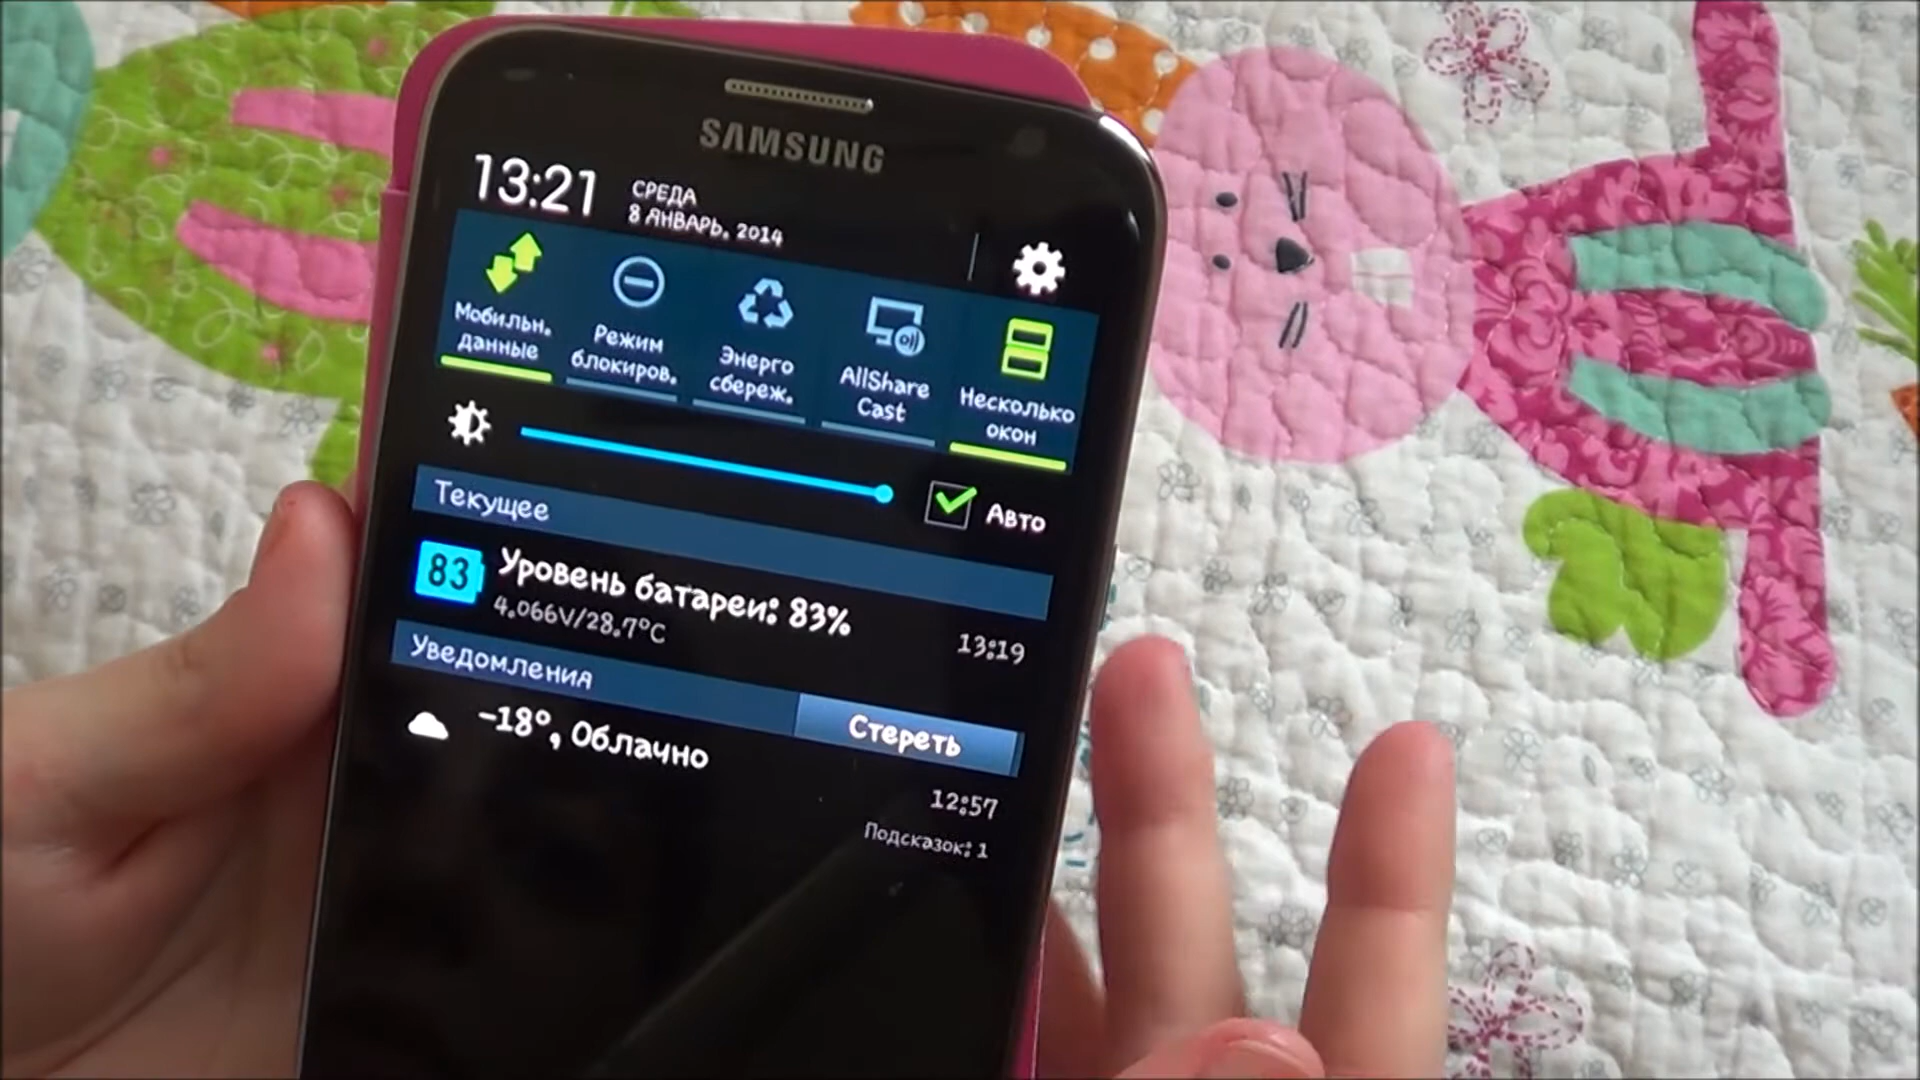 SAMSUNG
13:21
СРЕДА
8 ЯНВАРЬ, 2014
Мобильн.
данные
Режим
блокиров.
Энерго
сбереж.
AllShare
Cast
Несколько
окон
Авто
Текущее
83
Уровень батареи: 83%
4.066V/28.7°C
13:19
Уведомления
Стереть
-18°, Облачно
12:57
Подсказок: 1